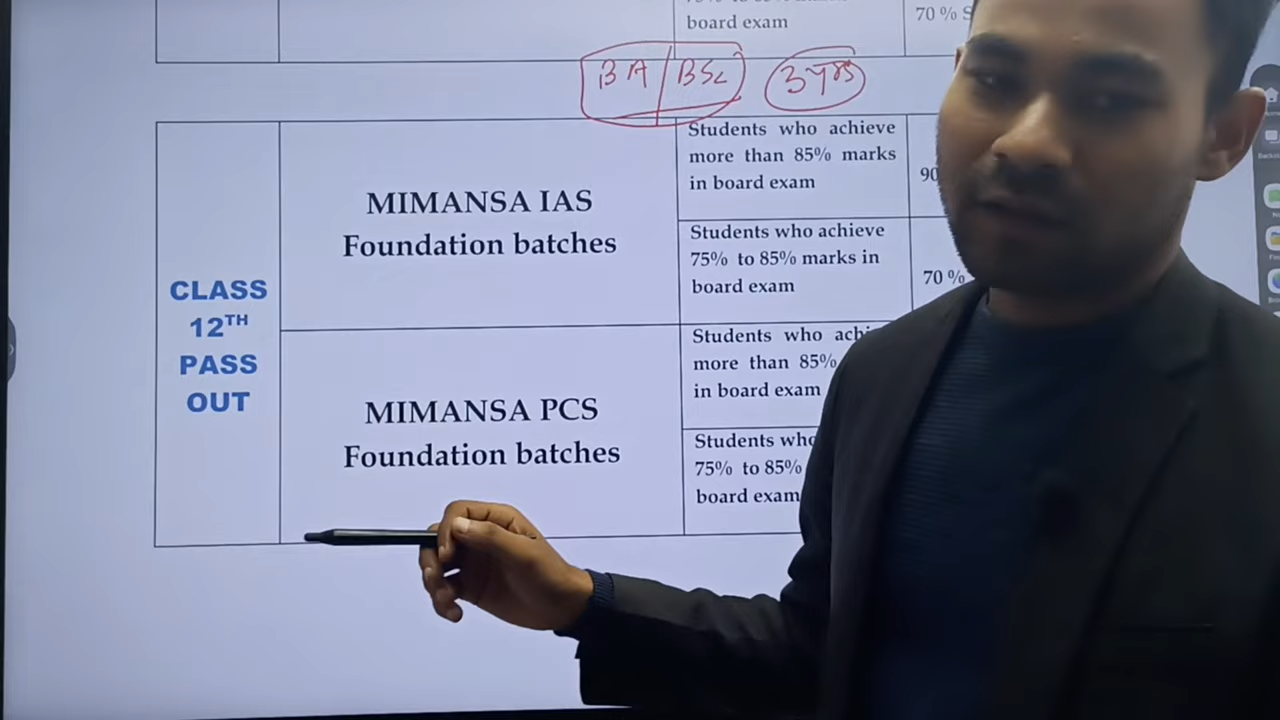 board exam
70 %
BA/BSc 3 yrs
CLASS
12TH
PASS
OUT
MIMANSA IAS
Foundation batches
Students who achieve
more than 85% marks
in board exam
90
Students who achieve
75% to 85% marks in
board exam
70 %
MIMANSA PCS
Foundation batches
Students who
more than 85%
in board exam
Students who
75% to 85%
board exam